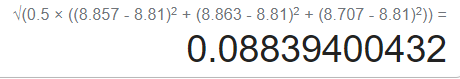 √(0.5 × ((8.857 - 8.81)² + (8.863 - 8.81)² + (8.707 - 8.81)²)) =
0.08839400432